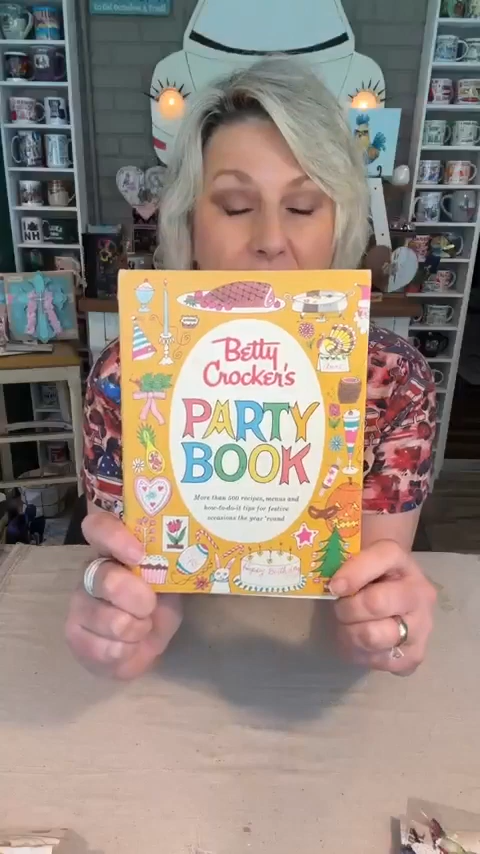 Betty
Crocker's
PARTY
BOOK
More than 500 recipes, menus and
how-to-do-it tips for festive
occasions the year 'round
Happy Birthday
NH